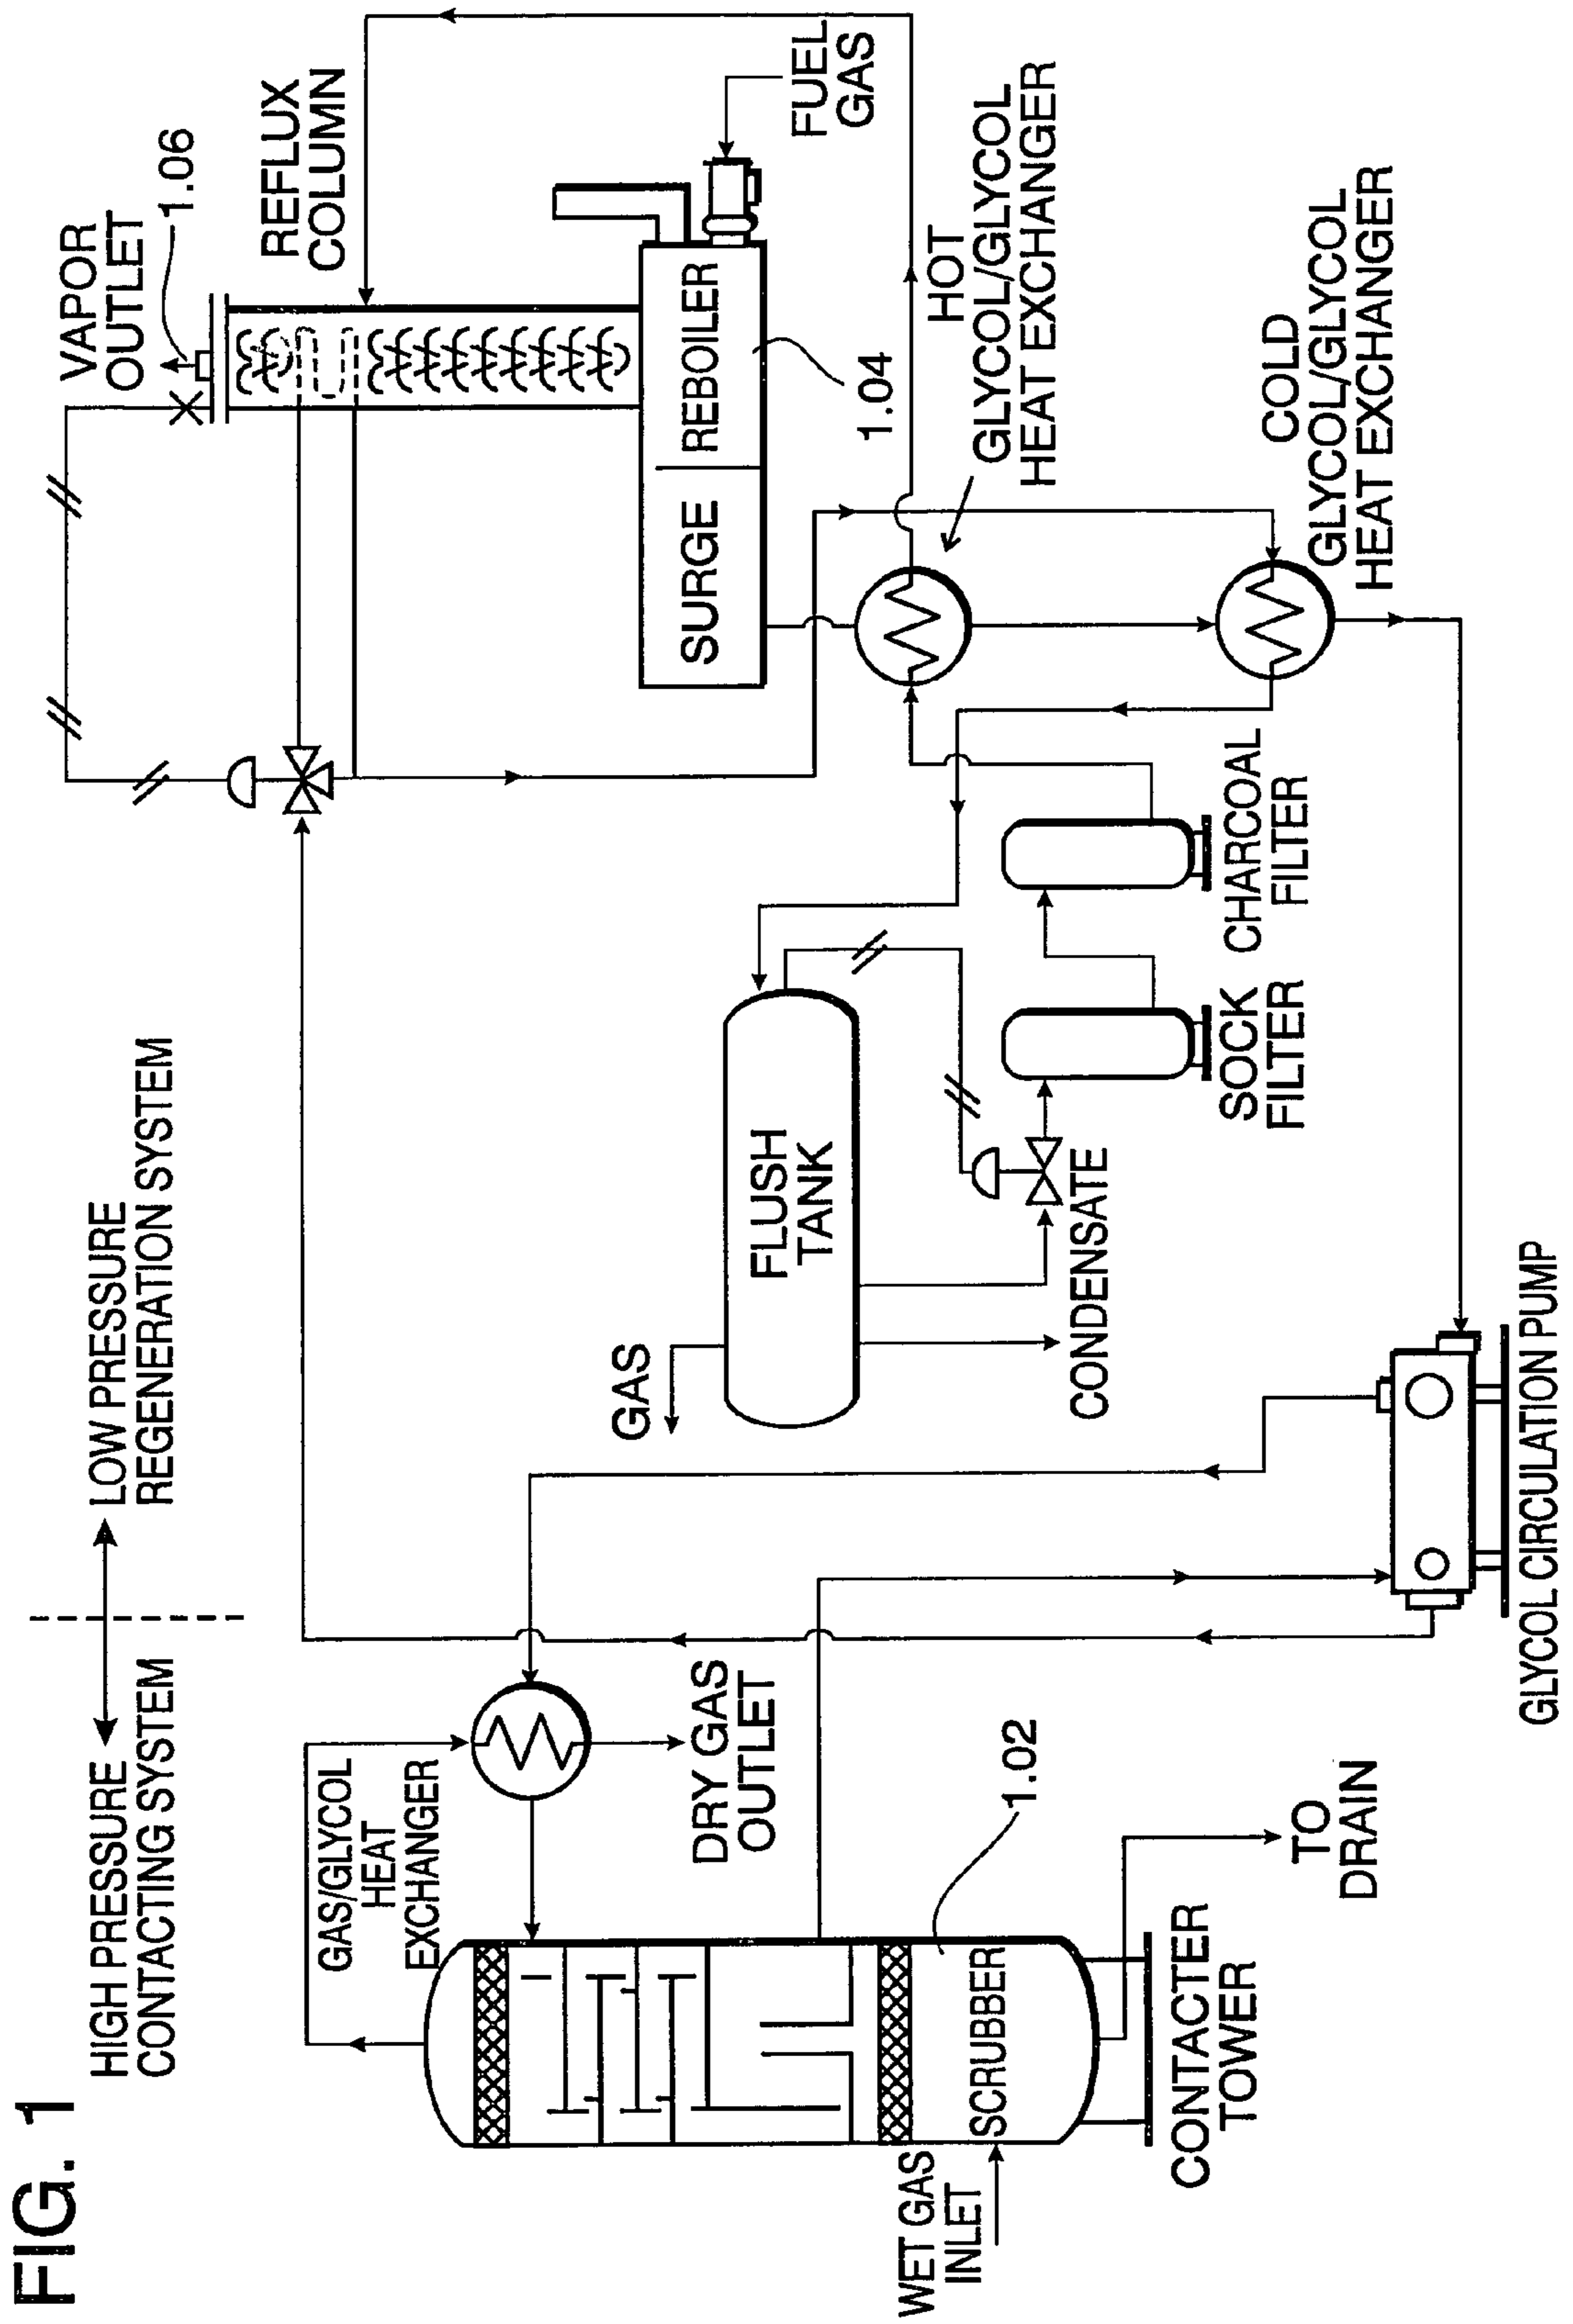 FIG. 1
HIGH PRESSURE
CONTACTING SYSTEM
LOW PRESSURE
REGENERATION SYSTEM
VAPOR
OUTLET
1.06
REFLUX
COLUMN
GAS/GLYCOL
HEAT
EXCHANGER
DRY GAS
OUTLET
GAS
FLUSH
TANK
SURGE
REBOILER
FUEL
GAS
1.04
HOT
GLYCOL/GLYCOL
HEAT EXCHANGER
WET GAS
INLET
SCRUBBER
1.02
CONDENSATE
SOCK
FILTER
CHARCOAL
FILTER
COLD
GLYCOL/GLYCOL
HEAT EXCHANGER
CONTACTER
TOWER
TO
DRAIN
GLYCOL CIRCULATION PUMP